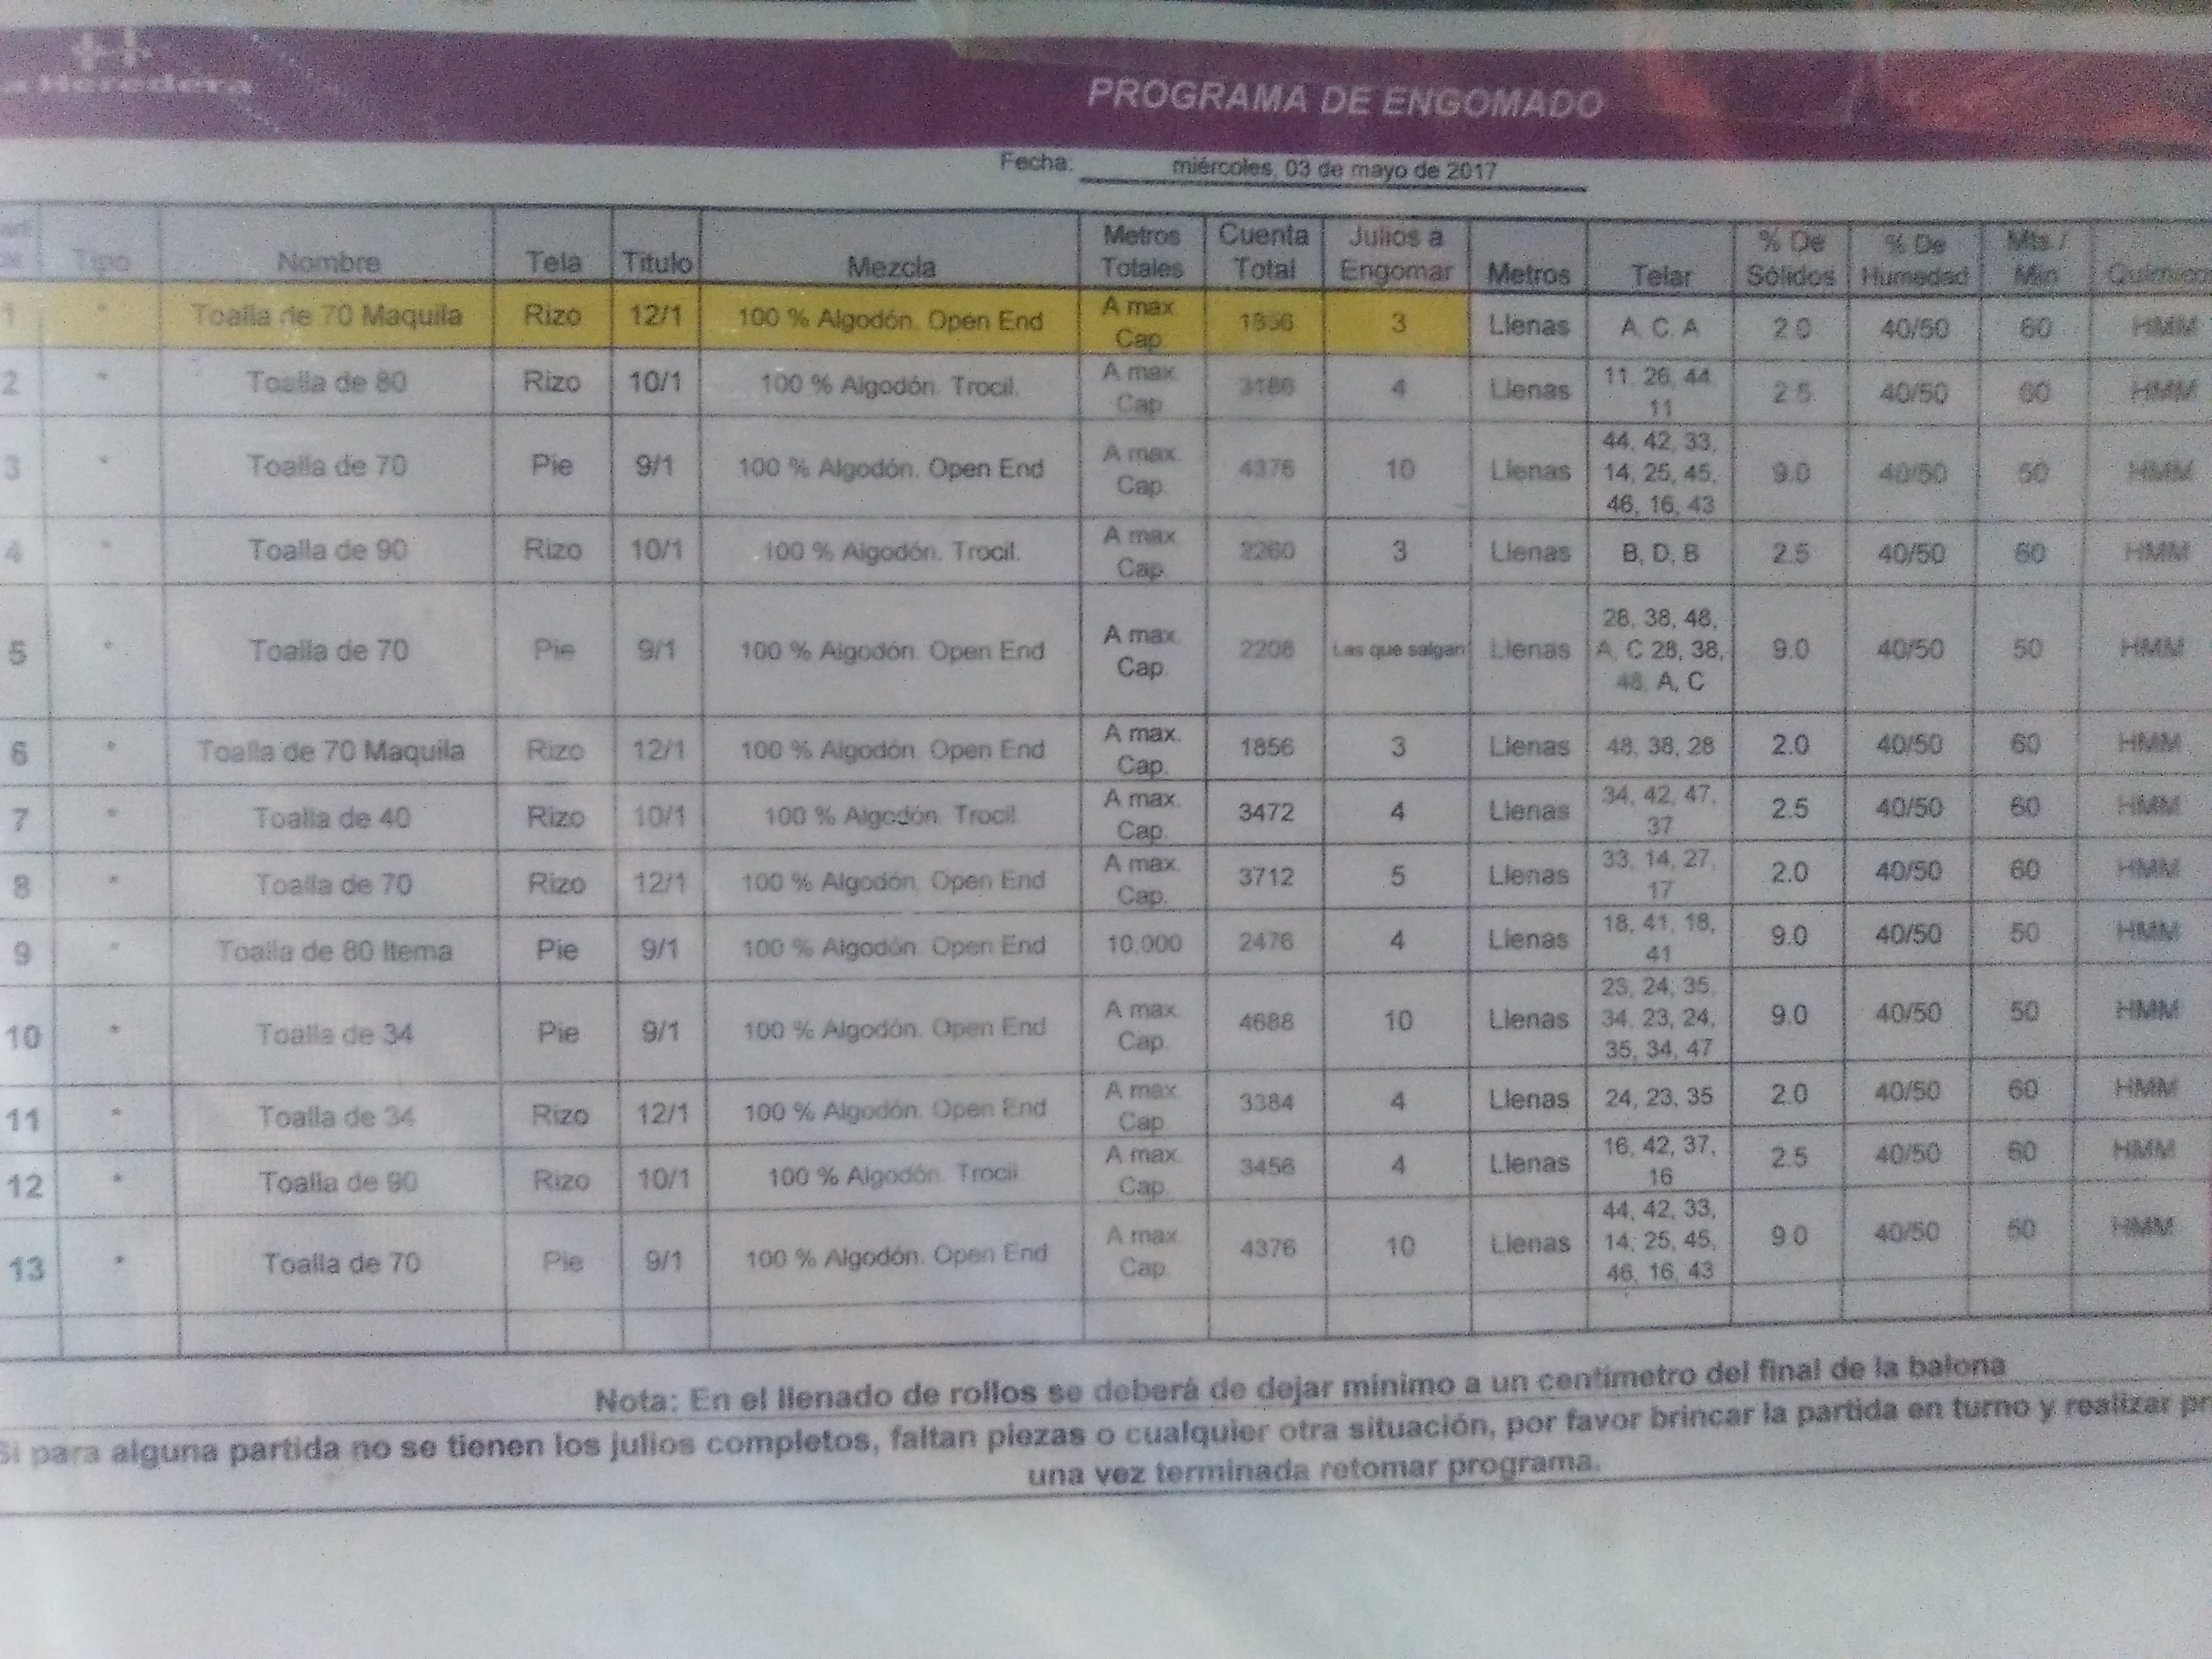 a Heredera
PROGRAMA DE ENGOMADO
Fecha: miércoles, 03 de mayo de 2017
Tipo Nombre Tela Titulo Mezcla Metros Totales Cuenta Total Julios a Engomar Metros Telar % De Sólidos % De Humedad Mts / Min Quimico
1 * Toalla de 70 Maquila Rizo 12/1 100 % Algodón. Open End A max. Cap. 1856 3 Llenas A, C, A 2.0 40/50 60 HMM
2 * Toalla de 80 Rizo 10/1 100 % Algodón. Trocil. A max. Cap. 3186 4 Llenas 11, 26, 44, 11 2.5 40/50 60 HMM
3 * Toalla de 70 Pie 9/1 100 % Algodón. Open End A max. Cap. 4376 10 Llenas 44, 42, 33, 14, 25, 45, 46, 16, 43 9.0 40/50 50 HMM
4 * Toalla de 90 Rizo 10/1 100 % Algodón. Trocil. A max. Cap. 2260 3 Llenas B, D, B 2.5 40/50 60 HMM
5 * Toalla de 70 Pie 9/1 100 % Algodón. Open End A max. Cap. 2208 Las que salgan Llenas 28, 38, 48, A, C 28, 38, 48, A, C 9.0 40/50 50 HMM
6 * Toalla de 70 Maquila Rizo 12/1 100 % Algodón. Open End A max. Cap. 1856 3 Llenas 48, 38, 28 2.0 40/50 60 HMM
7 * Toalla de 40 Rizo 10/1 100 % Algodón. Trocil. A max. Cap. 3472 4 Llenas 34, 42, 47, 37 2.5 40/50 60 HMM
8 * Toalla de 70 Rizo 12/1 100 % Algodón. Open End A max. Cap. 3712 5 Llenas 33, 14, 27, 17 2.0 40/50 60 HMM
9 * Toalla de 80 Itema Pie 9/1 100 % Algodón. Open End 10,000 2476 4 Llenas 18, 41, 18, 41 9.0 40/50 50 HMM
10 * Toalla de 34 Pie 9/1 100 % Algodón. Open End A max. Cap. 4688 10 Llenas 23, 24, 35, 34, 23, 24, 35, 34, 47 9.0 40/50 50 HMM
11 * Toalla de 34 Rizo 12/1 100 % Algodón. Open End A max. Cap. 3384 4 Llenas 24, 23, 35 2.0 40/50 60 HMM
12 * Toalla de 90 Rizo 10/1 100 % Algodón. Trocil. A max. Cap. 3456 4 Llenas 16, 42, 37, 16 2.5 40/50 60 HMM
13 * Toalla de 70 Pie 9/1 100 % Algodón. Open End A max. Cap. 4376 10 Llenas 44, 42, 33, 14, 25, 45, 46, 16, 43 9.0 40/50 50 HMM
Nota: En el llenado de rollos se deberá de dejar mínimo a un centímetro del final de la balona
Si para alguna partida no se tienen los julios completos, faltan piezas o cualquier otra situación, por favor brincar la partida en turno y realizar pr
una vez terminada retomar programa.